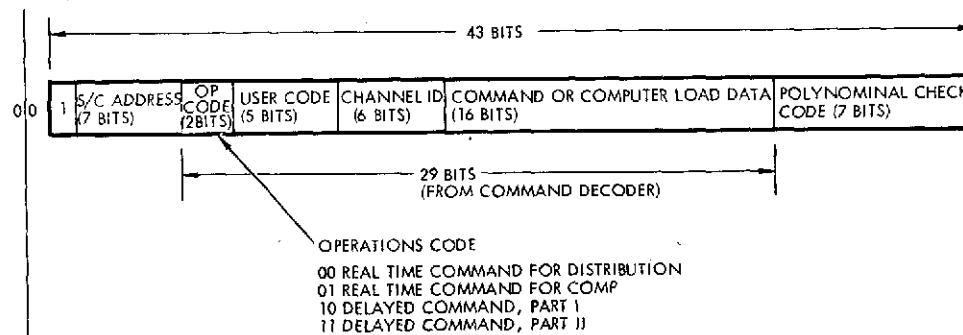 43 BITS
00
1
S/C ADDRESS
(7 BITS)
OP
CODE
(2BITS)
USER CODE
(5 BITS)
CHANNEL ID
(6 BITS)
COMMAND OR COMPUTER LOAD DATA
(16 BITS)
POLYNOMINAL CHECK
CODE (7 BITS)
29 BITS
(FROM COMMAND DECODER)
OPERATIONS CODE
00 REAL TIME COMMAND FOR DISTRIBUTION
01 REAL TIME COMMAND FOR COMP
10 DELAYED COMMAND, PART I
11 DELAYED COMMAND, PART II